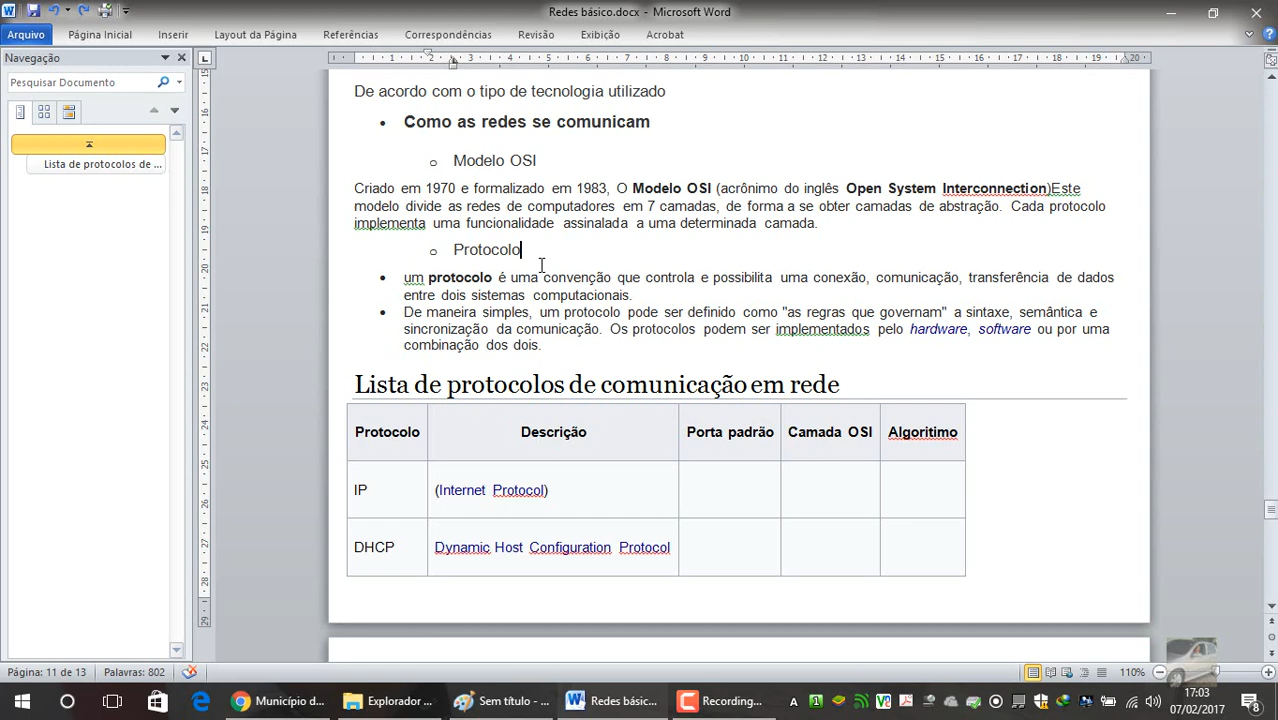 Redes básico.docx - Microsoft Word
Arquivo Página Inicial Inserir Layout da Página Referências Correspondências Revisão Exibição Acrobat
Navegação
Pesquisar Documento
Lista de protocolos de ...
De acordo com o tipo de tecnologia utilizado
• Como as redes se comunicam
o Modelo OSI
Criado em 1970 e formalizado em 1983, O Modelo OSI (acrônimo do inglês Open System Interconnection)Este
modelo divide as redes de computadores em 7 camadas, de forma a se obter camadas de abstração. Cada protocolo
implementa uma funcionalidade assinalada a uma determinada camada.
o Protocolo
• um protocolo é uma convenção que controla e possibilita uma conexão, comunicação, transferência de dados
entre dois sistemas computacionais.
• De maneira simples, um protocolo pode ser definido como "as regras que governam" a sintaxe, semântica e
sincronização da comunicação. Os protocolos podem ser implementados pelo hardware, software ou por uma
combinação dos dois.
Lista de protocolos de comunicação em rede
Protocolo Descrição Porta padrão Camada OSI Algoritimo
IP (Internet Protocol)
DHCP Dynamic Host Configuration Protocol
Página: 11 de 13 Palavras: 802 110%
Município d... Explorador ... Sem título - ... Redes básic... Recording... 17:03
07/02/2017 8